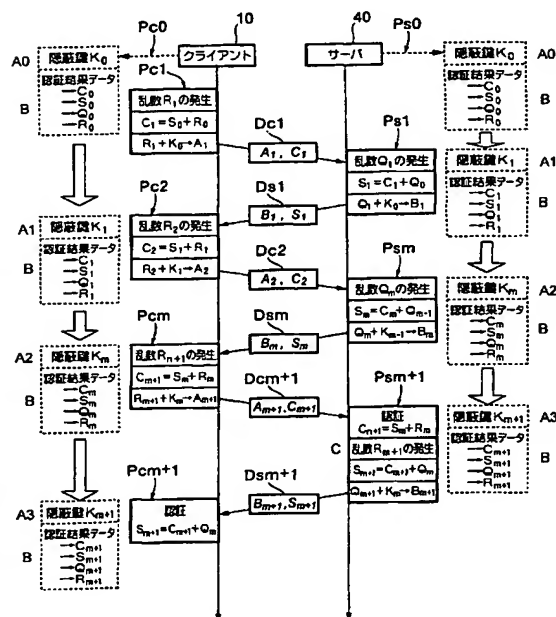 10
40
Pc0
クライアント
サーバ
Ps0
A0
隠蔽鍵K0
認証結果データ
→C0
→S0
→Q0
→R0
B
Pc1
乱数R1の発生
C1=S0+R0
R1+K0→A1
Dc1
A1, C1
隠蔽鍵K0
A0
認証結果データ
→C0
→S0
→Q0
→R0
B
Ps1
乱数Q1の発生
S1=C1+Q0
Q1+K0→B1
Ds1
B1, S1
隠蔽鍵K1
A1
認証結果データ
→C1
→S1
→Q1
→R1
B
Pc2
A1
隠蔽鍵K1
認証結果データ
→C1
→S1
→Q1
→R1
B
乱数R2の発生
C2=S1+R1
R2+K1→A2
Dc2
A2, C2
Psm
乱数Qmの発生
Sm=Cm+Qm-1
Qm+Km-1→Bm
Dsm
Bm, Sm
隠蔽鍵Km
A2
認証結果データ
→Cm
→Sm
→Qm
→Rm
B
Pcm
A2
隠蔽鍵Km
認証結果データ
→Cm
→Sm
→Qm
→Rm
B
乱数Rn+1の発生
Cm+1=Sm+Rm
Rm+1+Km→Am+1
Dcm+1
Am+1,Cm+1
Psm+1
認証
Cn+1=Sm+Rm
C
乱数Rm+1の発生
Sm+1=Cm+1+Qm
Qm+1+Km→Bm+1
Dsm+1
Bm+1,Sm+1
隠蔽鍵Km+1
A3
認証結果データ
→Cm+1
→Sm+1
→Qm+1
→Rm+1
B
Pcm+1
A3
隠蔽鍵Km+1
認証結果データ
→Cm+1
→Sm+1
→Qm+1
→Rm+1
B
認証
Sm+1=Cm+1+Qm